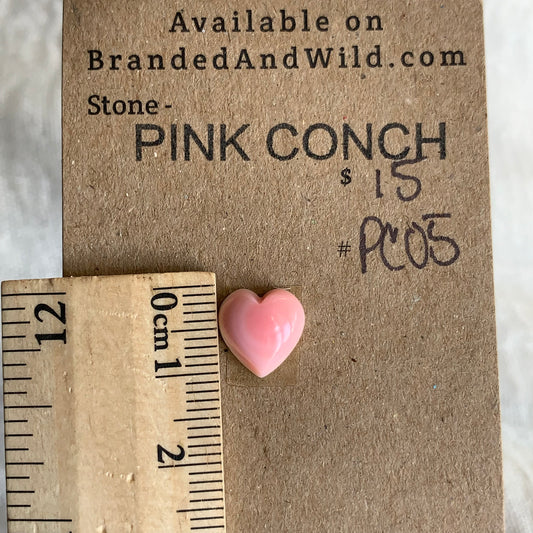 Available on
BrandedAndWild.com
Stone-
PINK CONCH
$ 15
# PC05
12
0cm
1
2